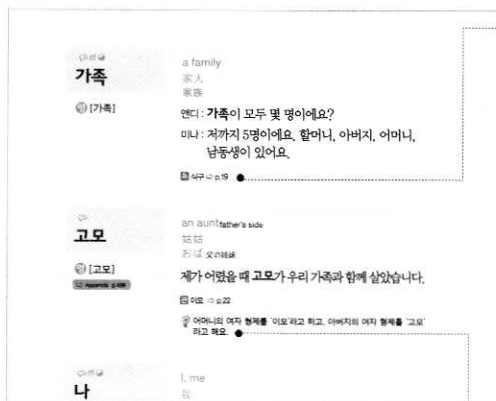 가족
[가족]
a family
家人
家族
앤디 : 가족이 모두 몇 명이에요?
미나 : 저까지 5명이에요. 할머니, 아버지, 어머니,
남동생이 있어요.
식구 ⇨ p.19
고모
[고모]
an aunt father's side
姑姑
おば 父の姉妹
제가 어렸을 때 고모가 우리 가족과 함께 살았습니다.
이모 ⇨ p.22
어머니의 여자 형제를 '이모'라고 하고, 아버지의 여자 형제를 '고모'
라고 해요.
나
I, me
我